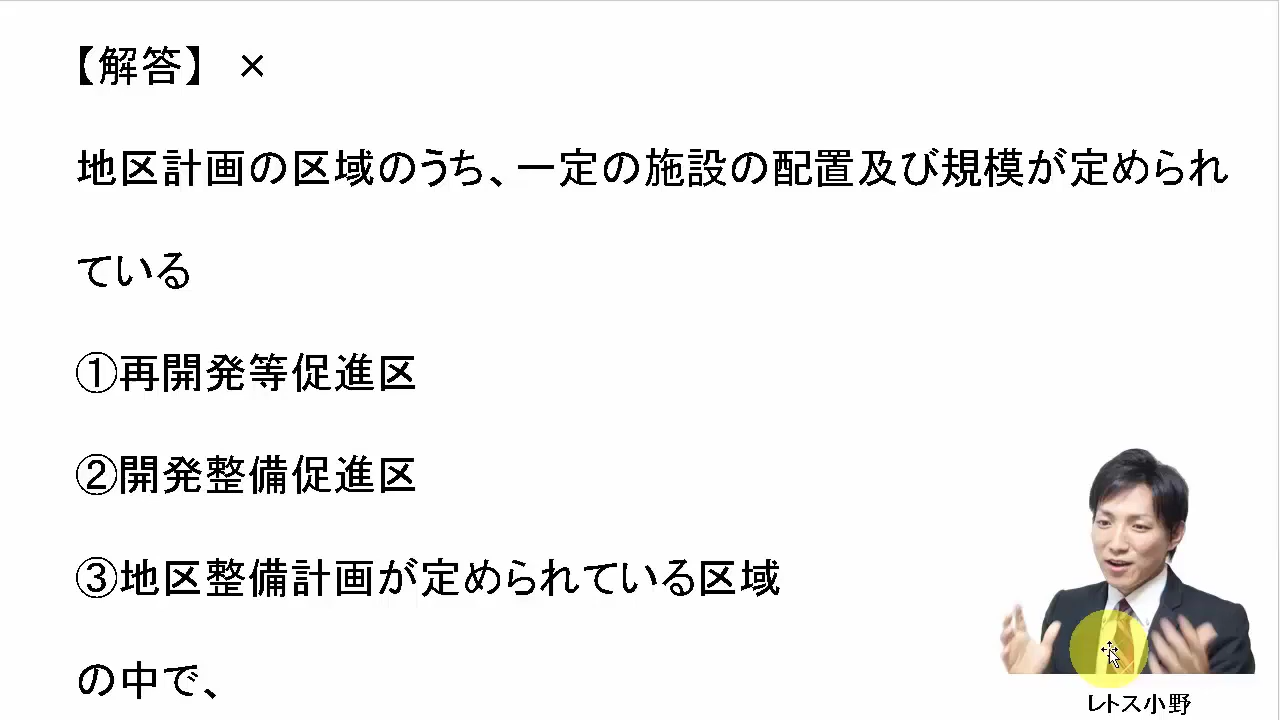 【解答】 ×
地区計画の区域のうち、一定の施設の配置及び規模が定められ
ている
①再開発等促進区
②開発整備促進区
③地区整備計画が定められている区域
の中で、
レトス小野